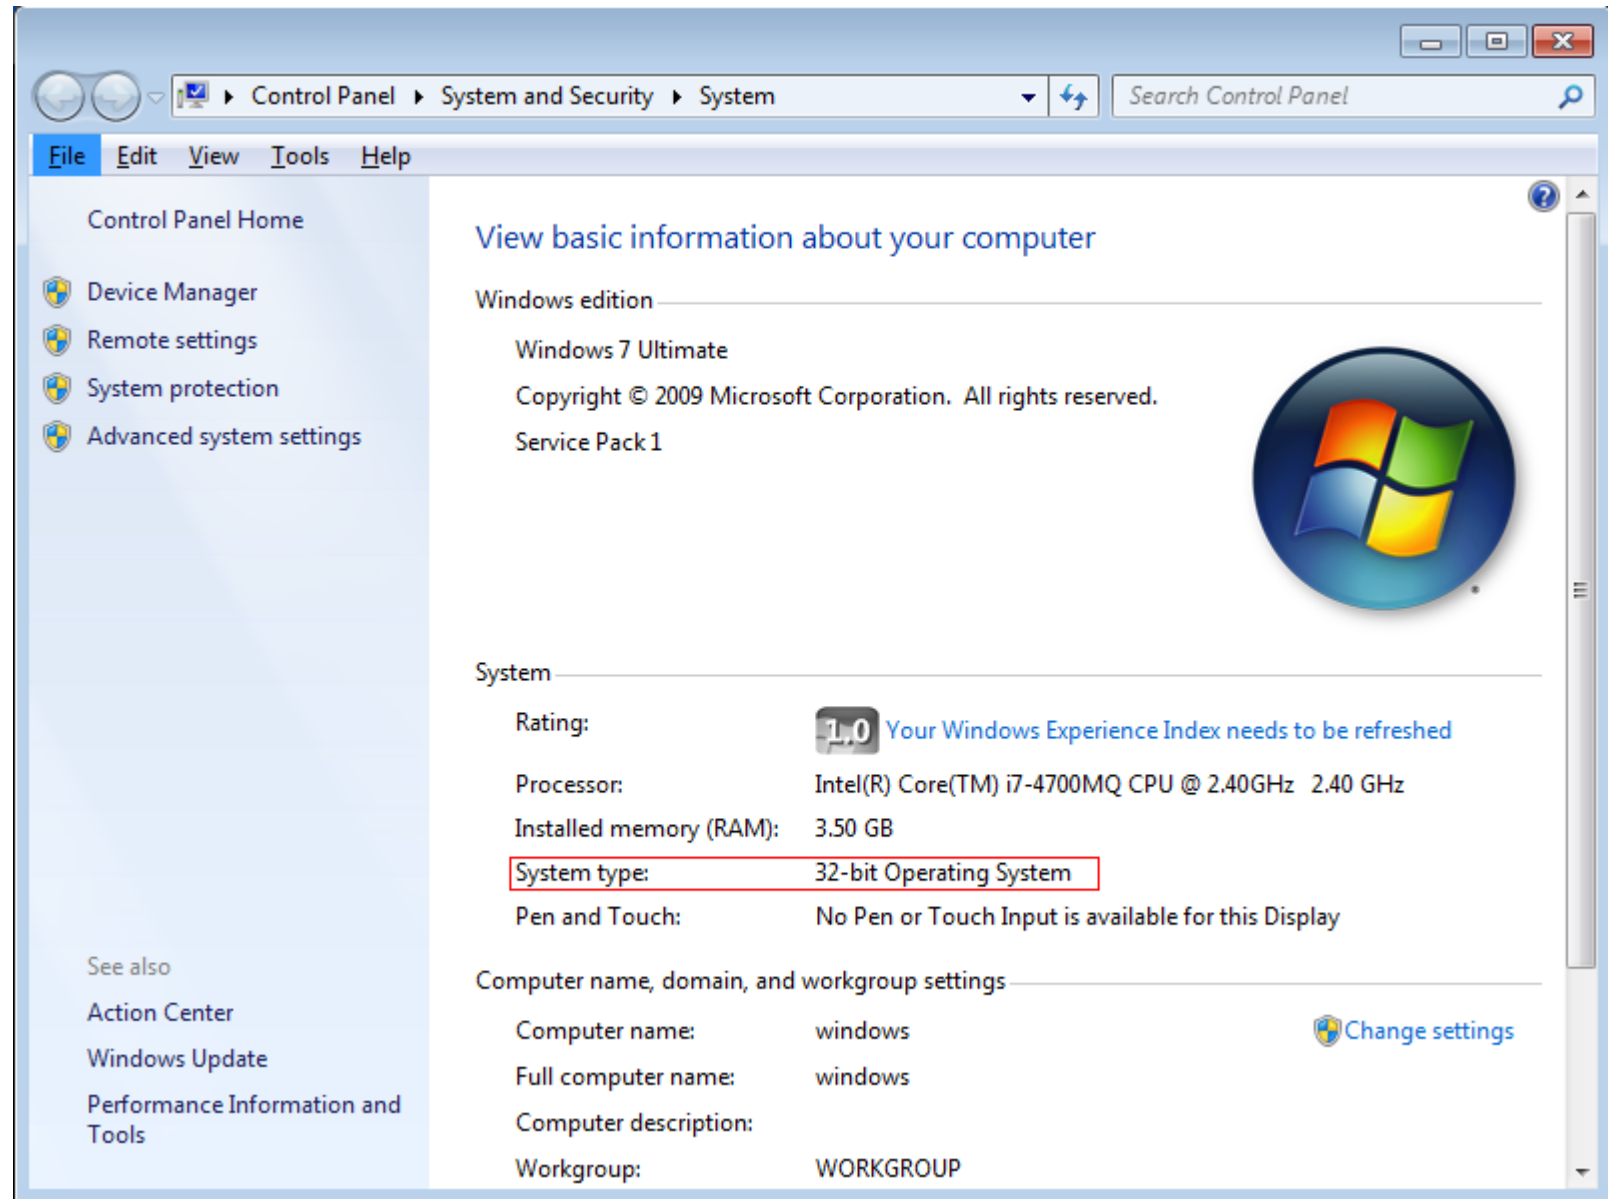 Control Panel System and Security System
Search Control Panel
File Edit View Tools Help
Control Panel Home
Device Manager
Remote settings
System protection
Advanced system settings
See also
Action Center
Windows Update
Performance Information and
Tools
View basic information about your computer
Windows edition
Windows 7 Ultimate
Copyright © 2009 Microsoft Corporation. All rights reserved.
Service Pack 1
System
Rating: 1.0 Your Windows Experience Index needs to be refreshed
Processor: Intel(R) Core(TM) i7-4700MQ CPU @ 2.40GHz 2.40 GHz
Installed memory (RAM): 3.50 GB
System type: 32-bit Operating System
Pen and Touch: No Pen or Touch Input is available for this Display
Computer name, domain, and workgroup settings
Computer name: windows Change settings
Full computer name: windows
Computer description:
Workgroup: WORKGROUP